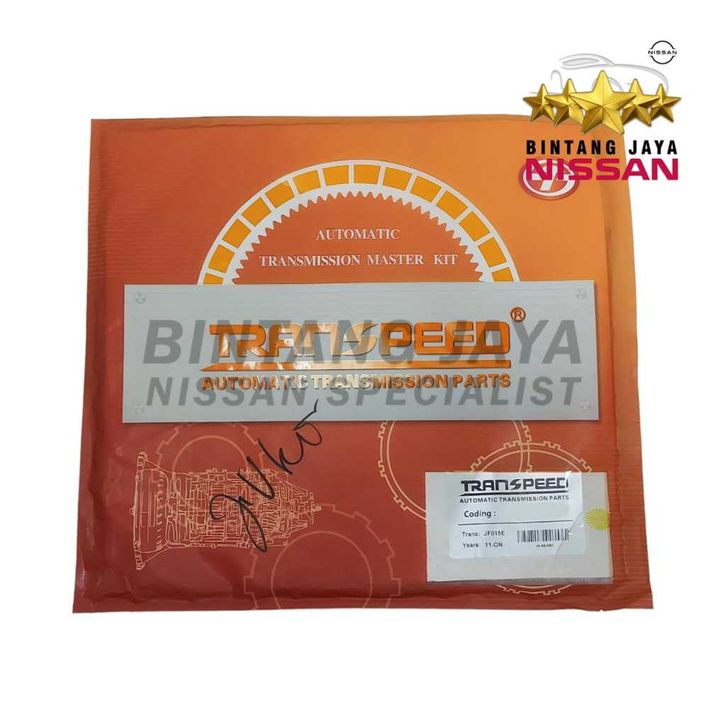 NISSAN
BINTANG JAYA
NISSAN
AUTOMATIC
TRANSMISSION MASTER KIT
TRANSPEED®
AUTOMATIC TRANSMISSION PARTS
BINTANG JAYA
NISSAN SPECIALIST
TRANSPEED
AUTOMATIC TRANSMISSION PARTS
Coding :
Trans: JF015E
Years: 11-ON